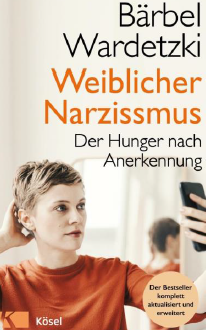 Bärbel
Wardetzki
Weiblicher
Narzissmus
Der Hunger nach
Anerkennung
Der Bestseller
komplett
aktualisiert und
erweitert
Kösel